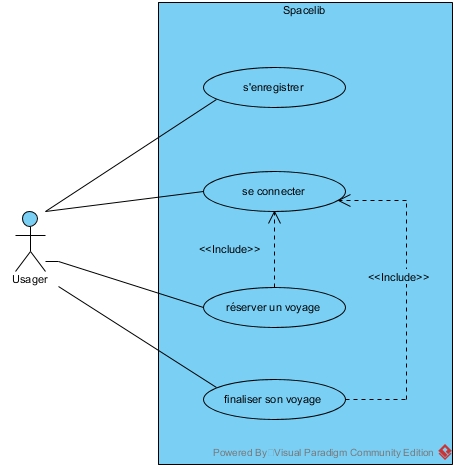 Spacelib
s'enregistrer
se connecter
Usager
<<Include>>
<<Include>>
réserver un voyage
finaliser son voyage
Powered By Visual Paradigm Community Edition